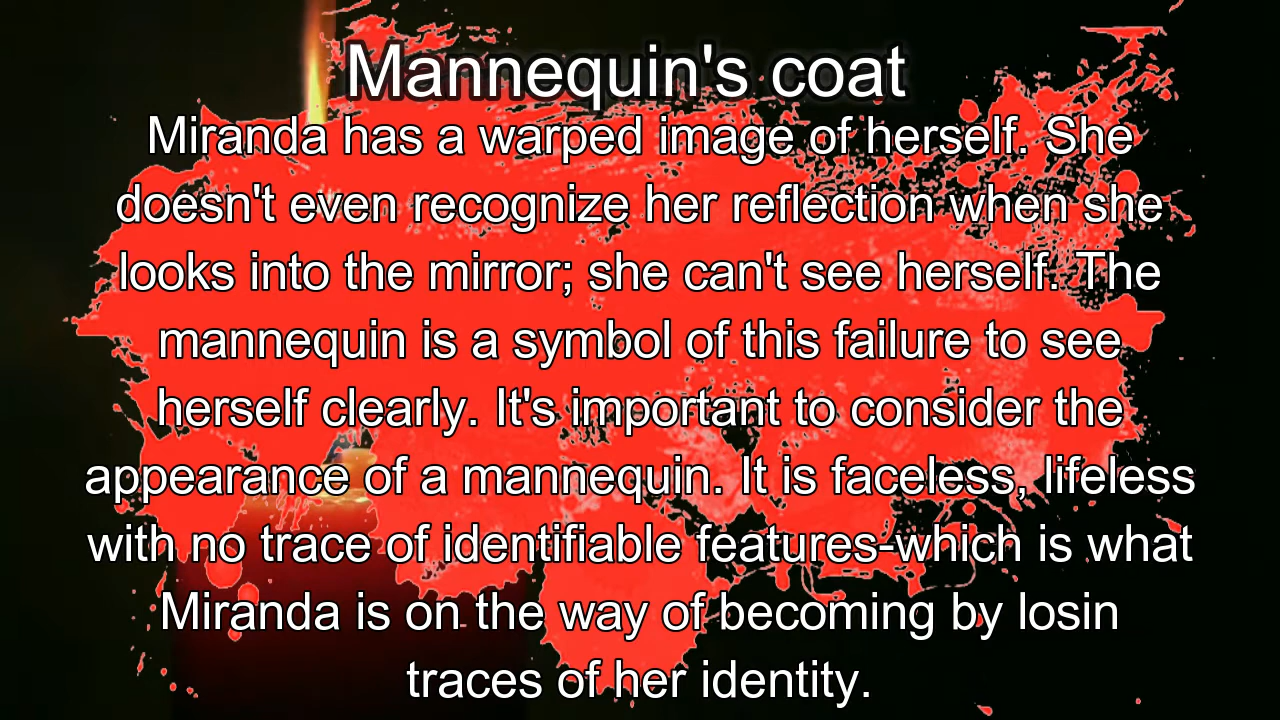 Mannequin's coat
Miranda has a warped image of herself. She
doesn't even recognize her reflection when she
looks into the mirror; she can't see herself. The
mannequin is a symbol of this failure to see
herself clearly. It's important to consider the
appearance of a mannequin. It is faceless, lifeless
with no trace of identifiable features-which is what
Miranda is on the way of becoming by losin
traces of her identity.